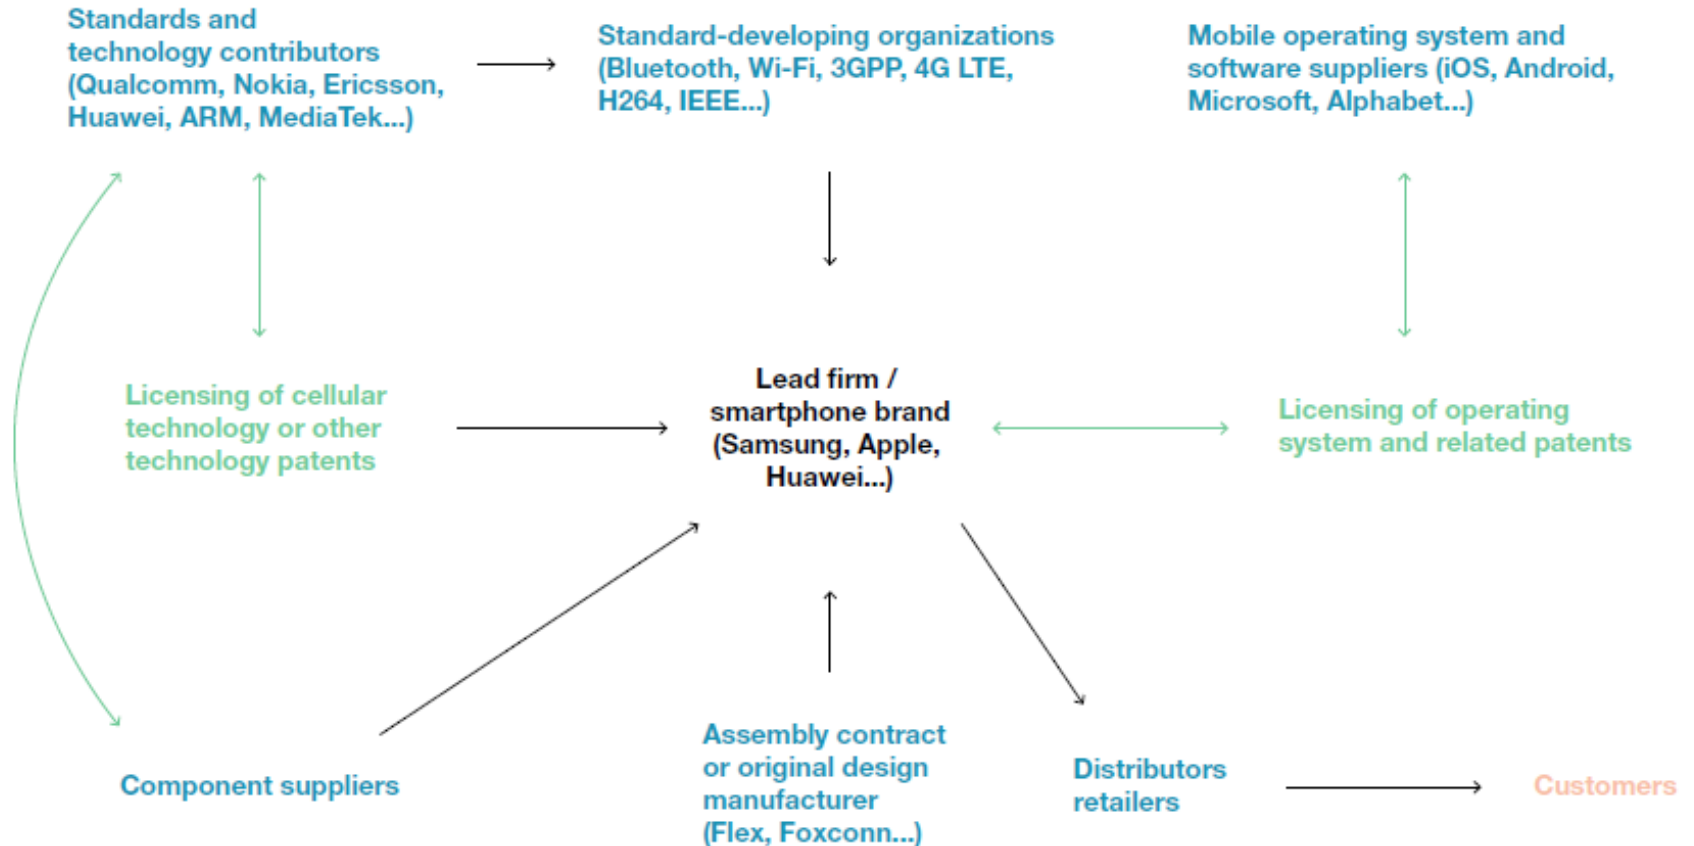 Standards and
technology contributors
(Qualcomm, Nokia, Ericsson,
Huawei, ARM, MediaTek...)
Standard-developing organizations
(Bluetooth, Wi-Fi, 3GPP, 4G LTE,
H264, IEEE...)
Mobile operating system and
software suppliers (iOS, Android,
Microsoft, Alphabet...)
Licensing of cellular
technology or other
technology patents
Lead firm /
smartphone brand
(Samsung, Apple,
Huawei...)
Licensing of operating
system and related patents
Component suppliers
Assembly contract
or original design
manufacturer
(Flex, Foxconn...)
Distributors
retailers
Customers